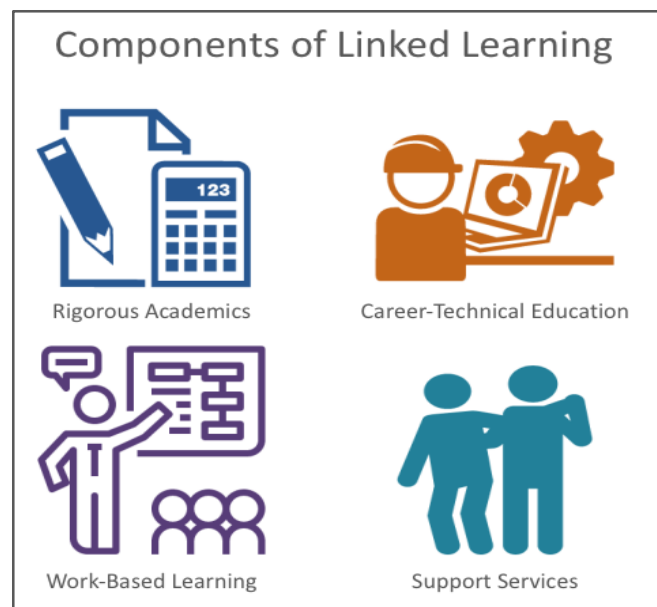 Components of Linked Learning
123
Rigorous Academics
Career-Technical Education
Work-Based Learning
Support Services